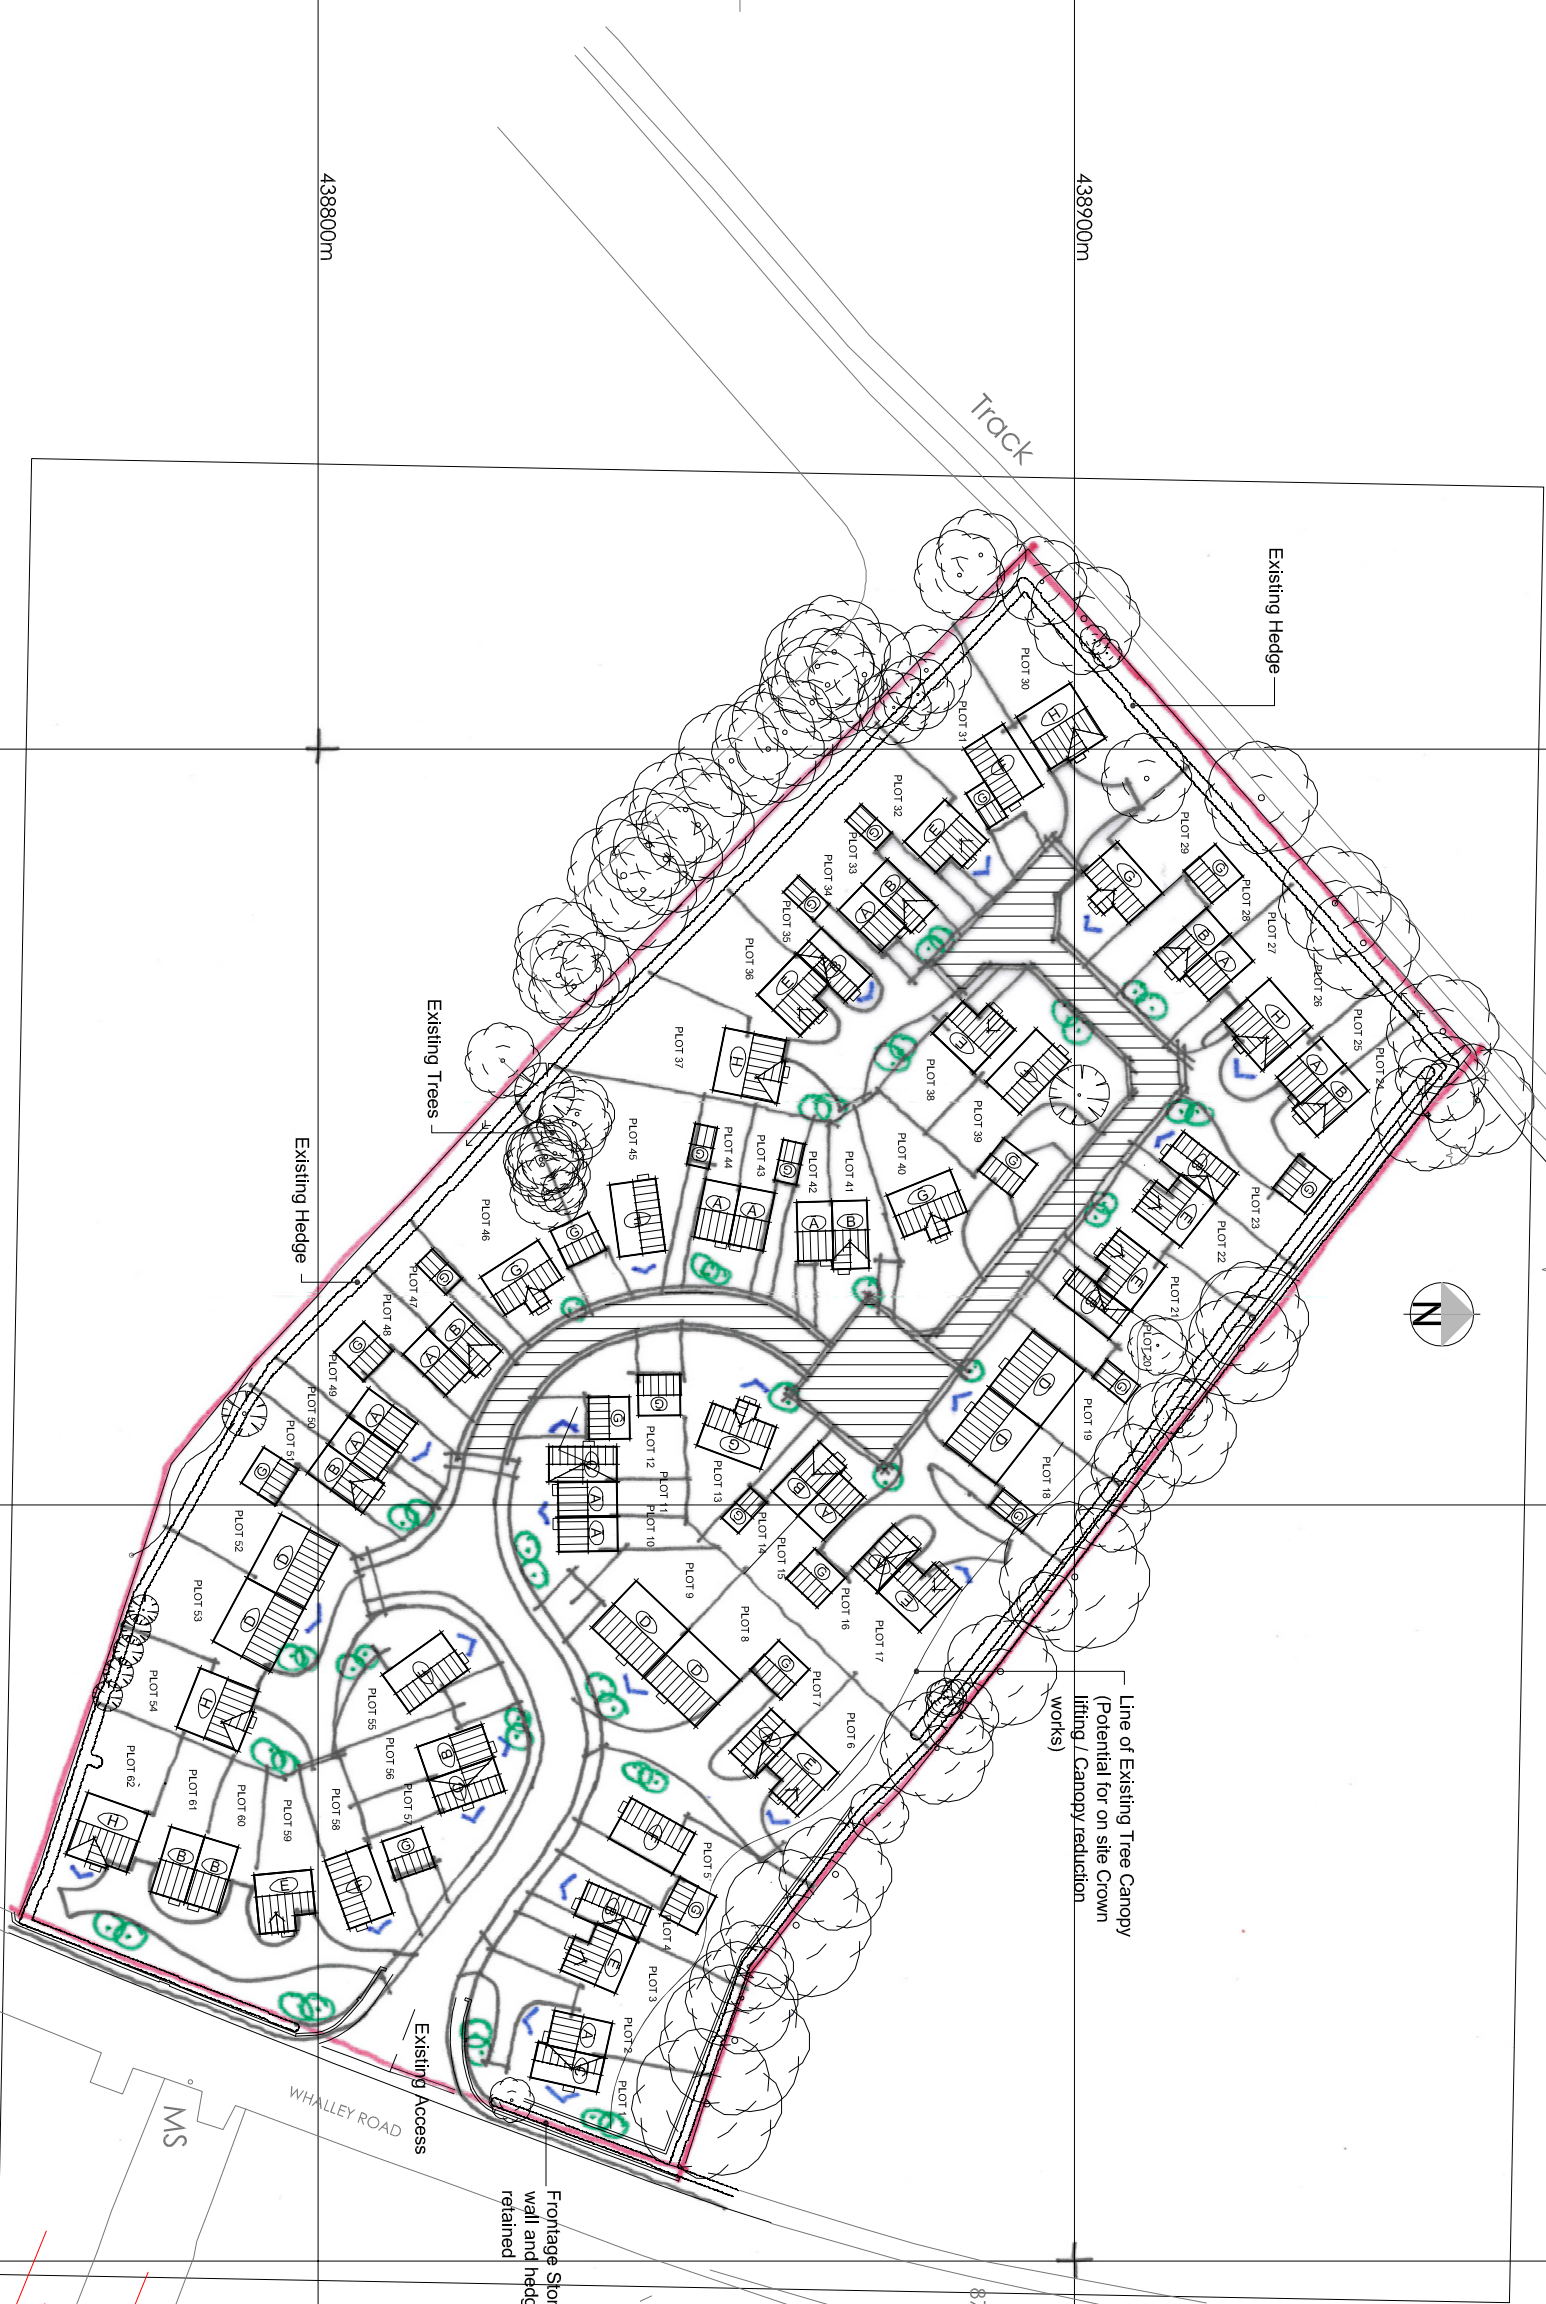 438800m
438900m
Track
Existing Hedge
PLOT 30
PLOT 31
PLOT 32
PLOT 33
PLOT 34
PLOT 35
PLOT 36
PLOT 37
PLOT 29
PLOT 28
PLOT 27
PLOT 26
PLOT 25
PLOT 24
PLOT 23
PLOT 22
PLOT 21
PLOT 20
PLOT 19
PLOT 18
PLOT 38
PLOT 39
PLOT 40
PLOT 41
PLOT 42
PLOT 43
PLOT 44
PLOT 45
PLOT 46
PLOT 47
PLOT 48
PLOT 49
PLOT 50
PLOT 51
PLOT 52
PLOT 53
PLOT 54
Existing Trees
Existing Hedge
N
PLOT 12
PLOT 11
PLOT 10
PLOT 13
PLOT 14
PLOT 15
PLOT 16
PLOT 17
PLOT 9
PLOT 8
PLOT 7
PLOT 6
PLOT 5
PLOT 4
PLOT 3
PLOT 2
PLOT 1
PLOT 55
PLOT 56
PLOT 57
PLOT 58
PLOT 59
PLOT 60
PLOT 61
PLOT 62
Line of Existing Tree Canopy
(Potential for on site Crown
lifting / Canopy reduction
works)
Existing Access
WHALLEY ROAD
MS
Frontage
wall and
retained